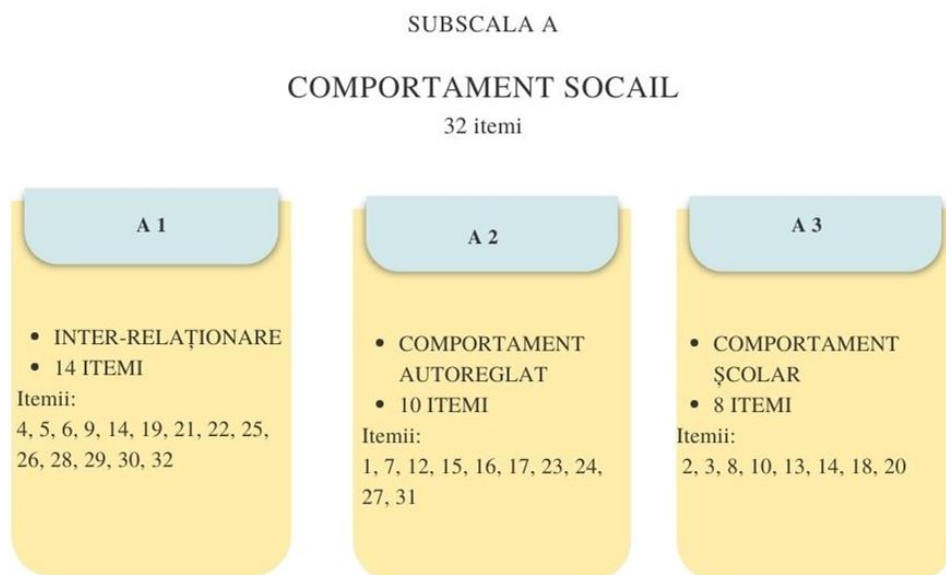 SUBSCALA A
COMPORTAMENT SOCAIL
32 itemi
A 1
• INTER-RELAȚIONARE
• 14 ITEMI
Itemii:
4, 5, 6, 9, 14, 19, 21, 22, 25,
26, 28, 29, 30, 32
A 2
• COMPORTAMENT
AUTOREGLAT
• 10 ITEMI
Itemii:
1, 7, 12, 15, 16, 17, 23, 24,
27, 31
A 3
• COMPORTAMENT
ȘCOLAR
• 8 ITEMI
Itemii:
2, 3, 8, 10, 13, 14, 18, 20